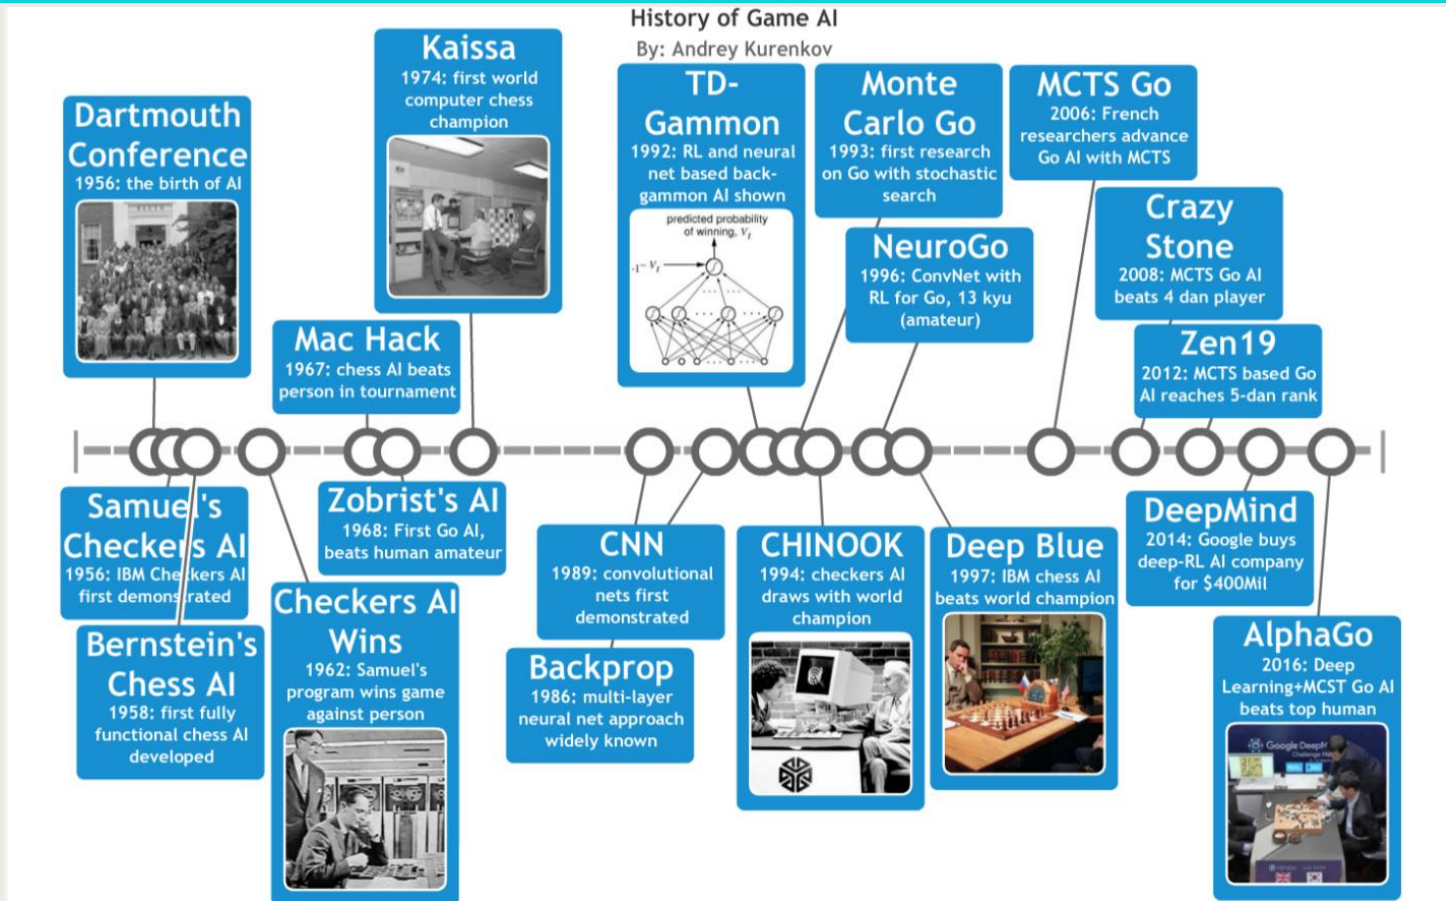 History of Game AI
By: Andrey Kurenkov
Dartmouth
Conference
1956: the birth of AI
Kaissa
1974: first world
computer chess
champion
Mac Hack
1967: chess AI beats
person in tournament
TD-
Gammon
1992: RL and neural
net based back-
gammon AI shown
predicted probability
of winning, Vₜ
Monte
Carlo Go
1993: first research
on Go with stochastic
search
NeuroGo
1996: ConvNet with
RL for Go, 13 kyu
(amateur)
MCTS Go
2006: French
researchers advance
Go AI with MCTS
Crazy
Stone
2008: MCTS Go AI
beats 4 dan player
Zen19
2012: MCTS based Go
AI reaches 5-dan rank
Samuel's
Checkers AI
1956: IBM Checkers AI
first demonstrated
Bernstein's
Chess AI
1958: first fully
functional chess AI
developed
Checkers AI
Wins
1962: Samuel's
program wins game
against person
Zobrist's AI
1968: First Go AI,
beats human amateur
CNN
1989: convolutional
nets first
demonstrated
Backprop
1986: multi-layer
neural net approach
widely known
CHINOOK
1994: checkers AI
draws with world
champion
Deep Blue
1997: IBM chess AI
beats world champion
DeepMind
2014: Google buys
deep-RL AI company
for $400Mil
AlphaGo
2016: Deep
Learning+MCST Go AI
beats top human
Google DeepM